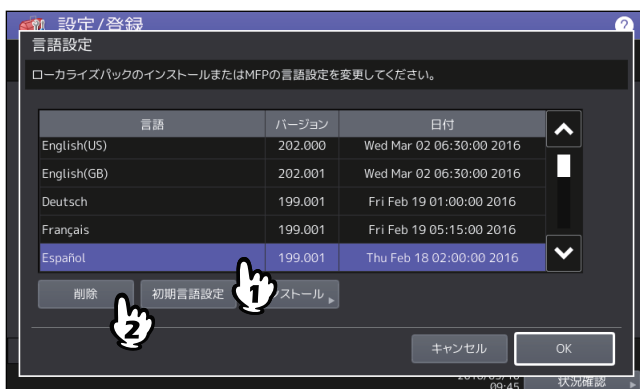 設定/登録
?
言語設定
ローカライズパックのインストールまたはMFPの言語設定を変更してください。
言語 バージョン 日付
English(US) 202.000 Wed Mar 02 06:30:00 2016
English(GB) 202.001 Wed Mar 02 06:30:00 2016
Deutsch 199.001 Fri Feb 19 01:00:00 2016
Français 199.001 Fri Feb 19 05:15:00 2016
Español 199.001 Thu Feb 18 02:00:00 2016
削除 初期言語設定 ストール
1
2
キャンセル OK
09:45 状況確認